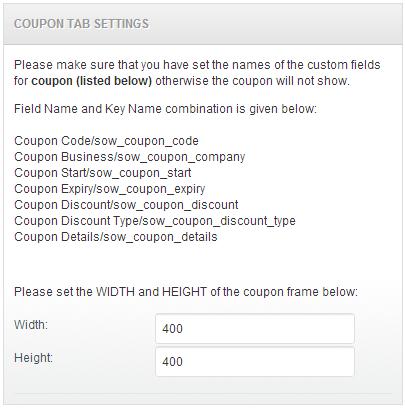 COUPON TAB SETTINGS
Please make sure that you have set the names of the custom fields
for coupon (listed below) otherwise the coupon will not show.
Field Name and Key Name combination is given below:
Coupon Code/sow_coupon_code
Coupon Business/sow_coupon_company
Coupon Start/sow_coupon_start
Coupon Expiry/sow_coupon_expiry
Coupon Discount/sow_coupon_discount
Coupon Discount Type/sow_coupon_discount_type
Coupon Details/sow_coupon_details
Please set the WIDTH and HEIGHT of the coupon frame below:
Width: 400
Height: 400